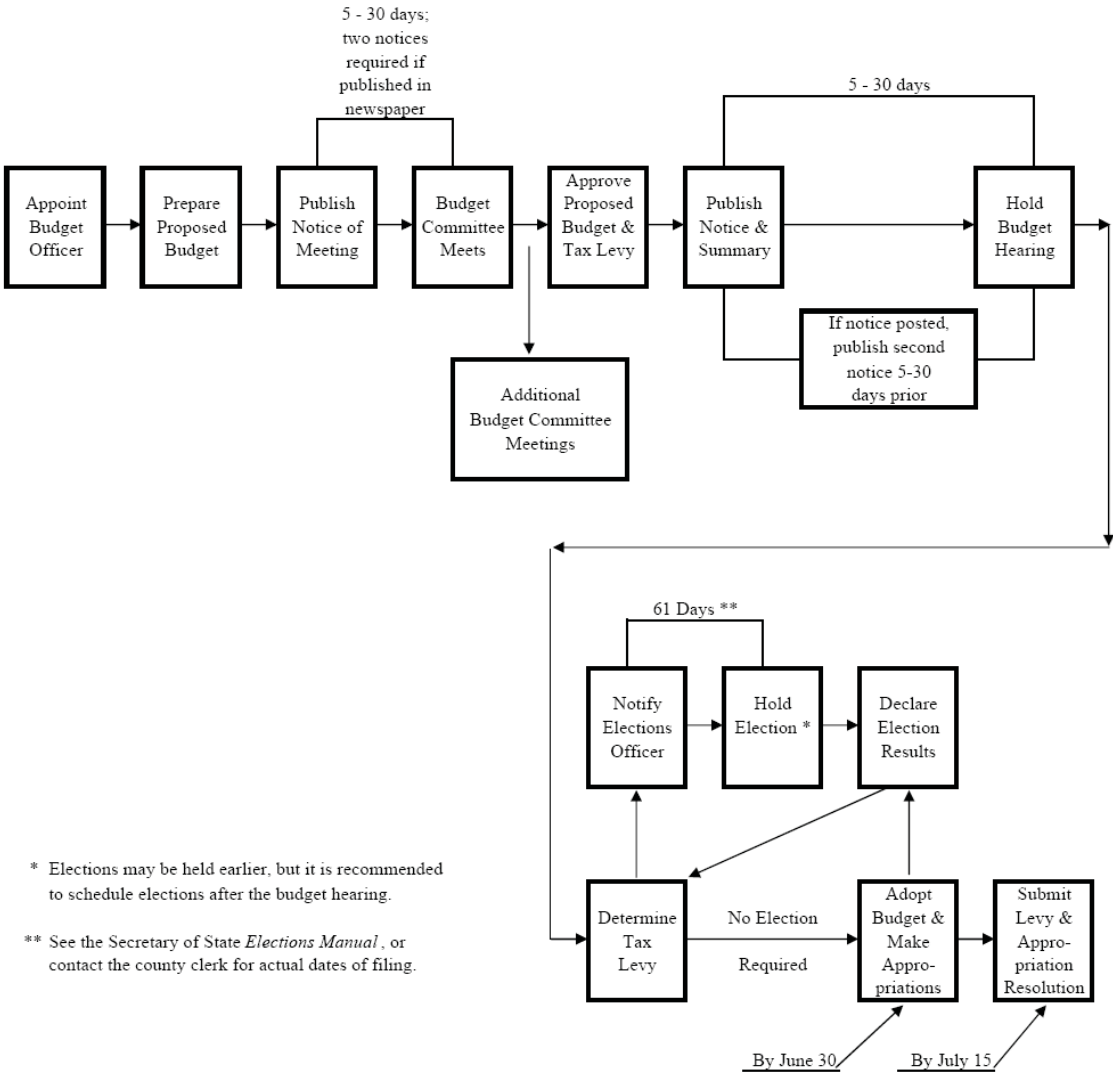 5 - 30 days;
two notices
required if
published in
newspaper
5 - 30 days
Appoint
Budget
Officer
Prepare
Proposed
Budget
Publish
Notice of
Meeting
Budget
Committee
Meets
Approve
Proposed
Budget &
Tax Levy
Publish
Notice &
Summary
Hold
Budget
Hearing
If notice posted,
publish second
notice 5-30
days prior
Additional
Budget Committee
Meetings
61 Days **
Notify
Elections
Officer
Hold
Election *
Declare
Election
Results
* Elections may be held earlier, but it is recommended
to schedule elections after the budget hearing.
** See the Secretary of State Elections Manual , or
contact the county clerk for actual dates of filing.
Determine
Tax
Levy
No Election
Required
Adopt
Budget &
Make
Appro-
priations
Submit
Levy &
Appro-
priation
Resolution
By June 30
By July 15